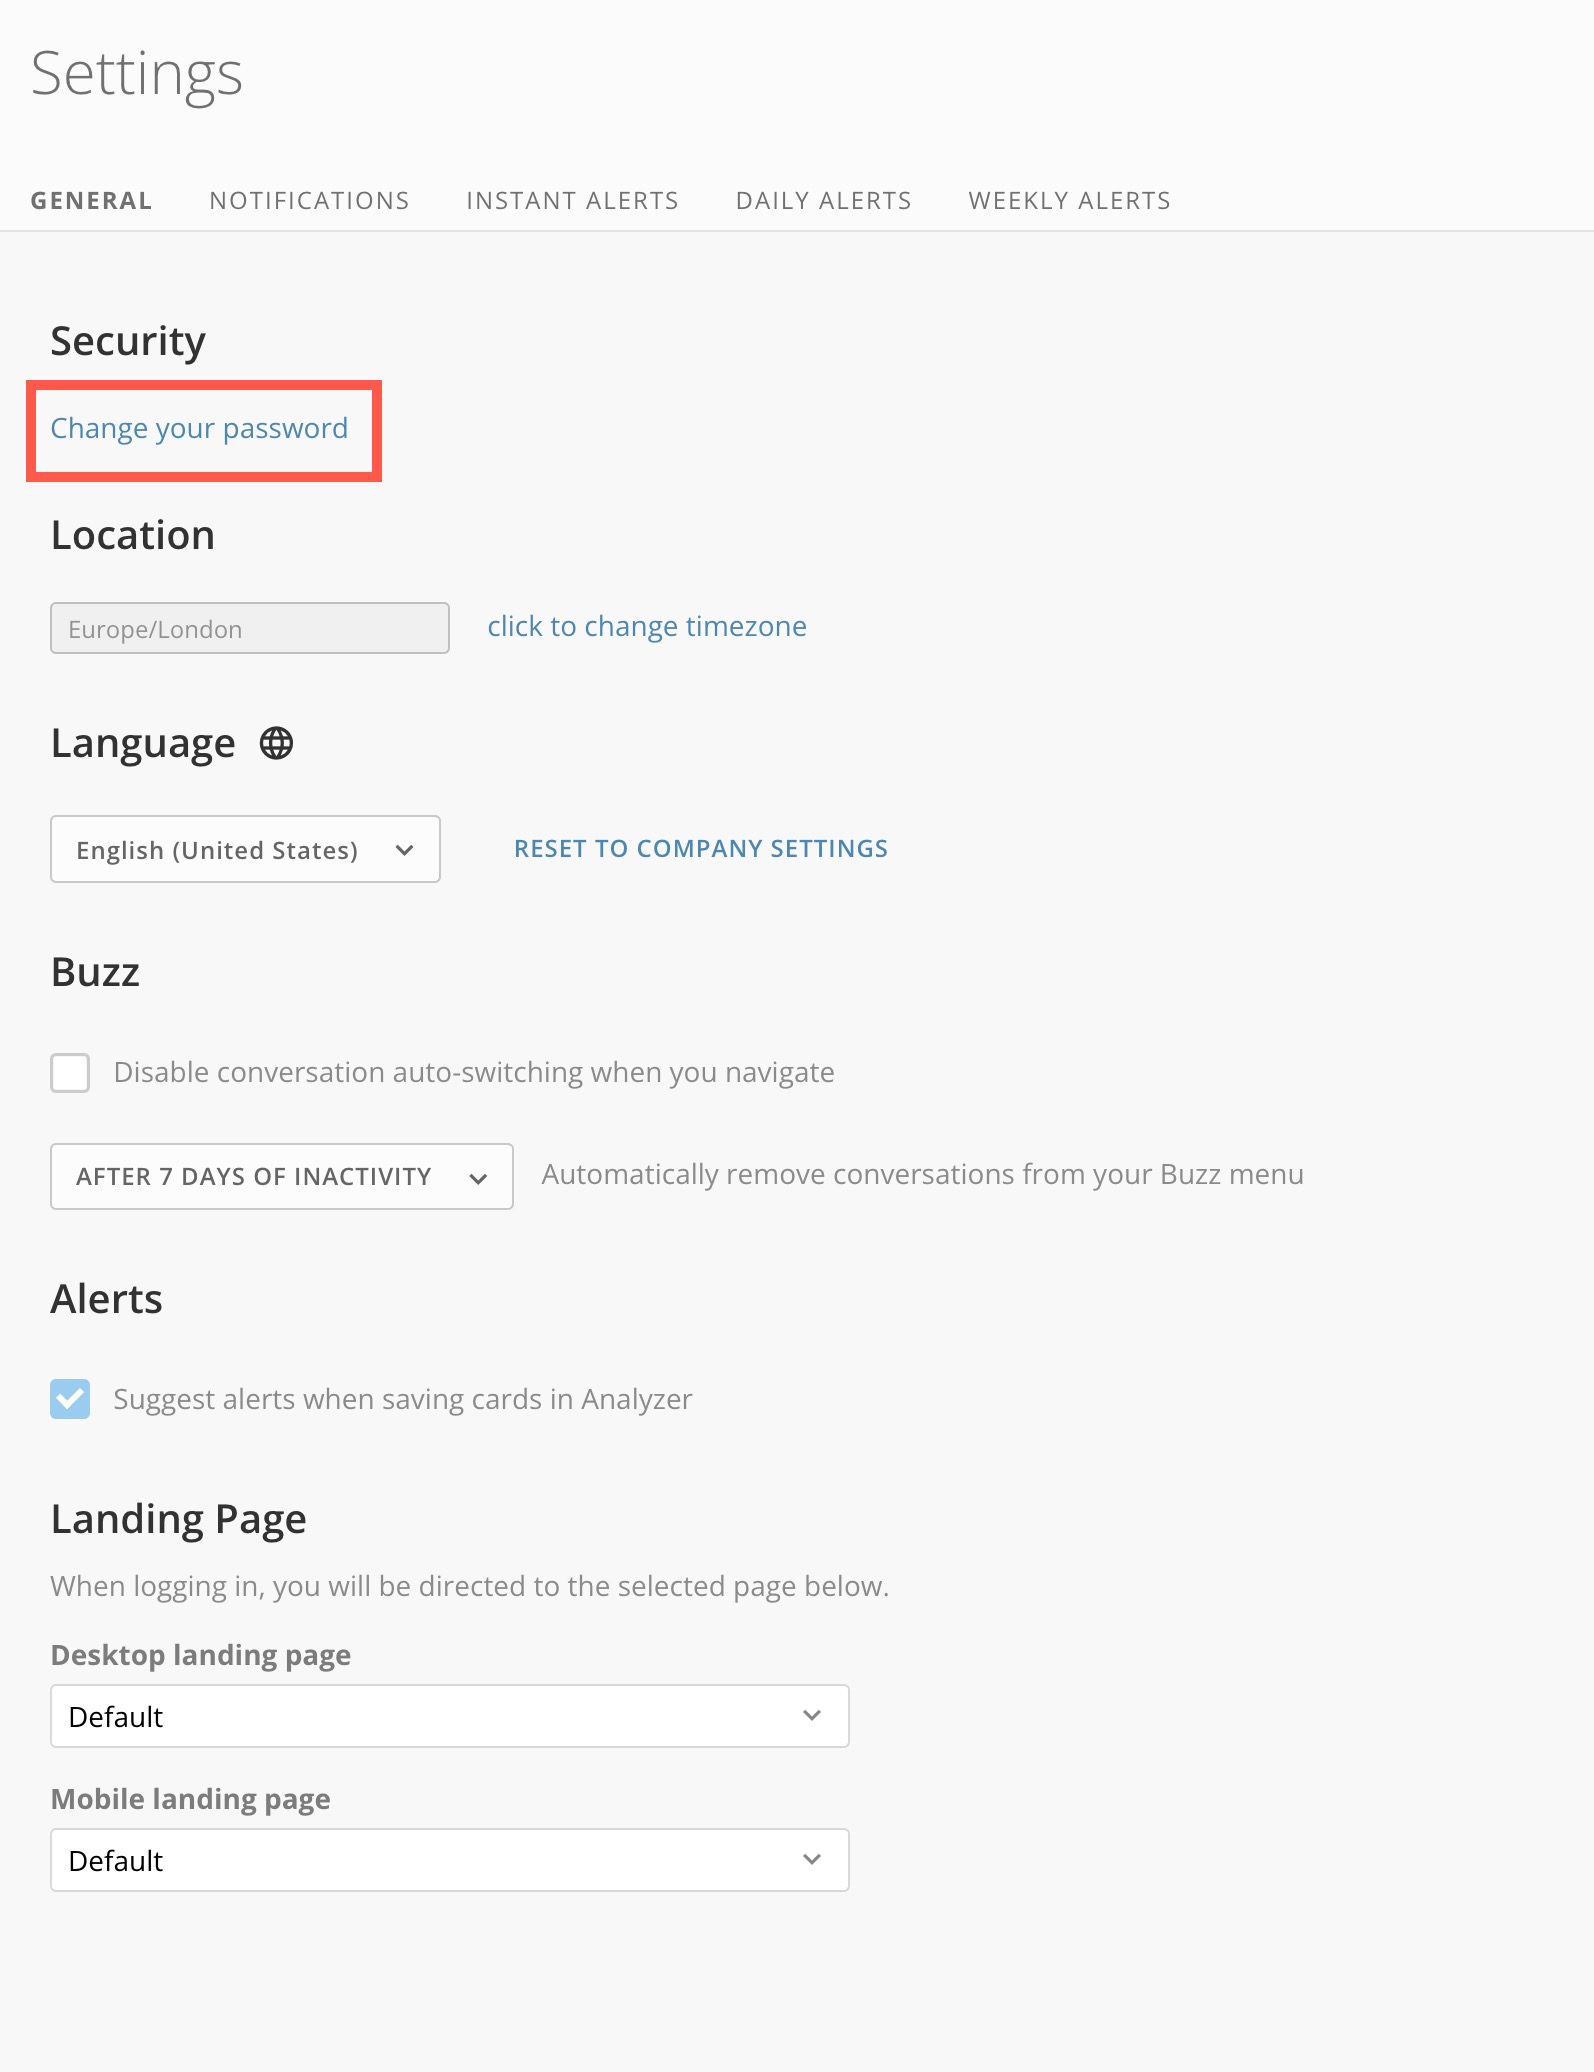 Settings
GENERAL NOTIFICATIONS INSTANT ALERTS DAILY ALERTS WEEKLY ALERTS
Security
Change your password
Location
Europe/London click to change timezone
Language
English (United States) RESET TO COMPANY SETTINGS
Buzz
Disable conversation auto-switching when you navigate
AFTER 7 DAYS OF INACTIVITY Automatically remove conversations from your Buzz menu
Alerts
Suggest alerts when saving cards in Analyzer
Landing Page
When logging in, you will be directed to the selected page below.
Desktop landing page
Default
Mobile landing page
Default